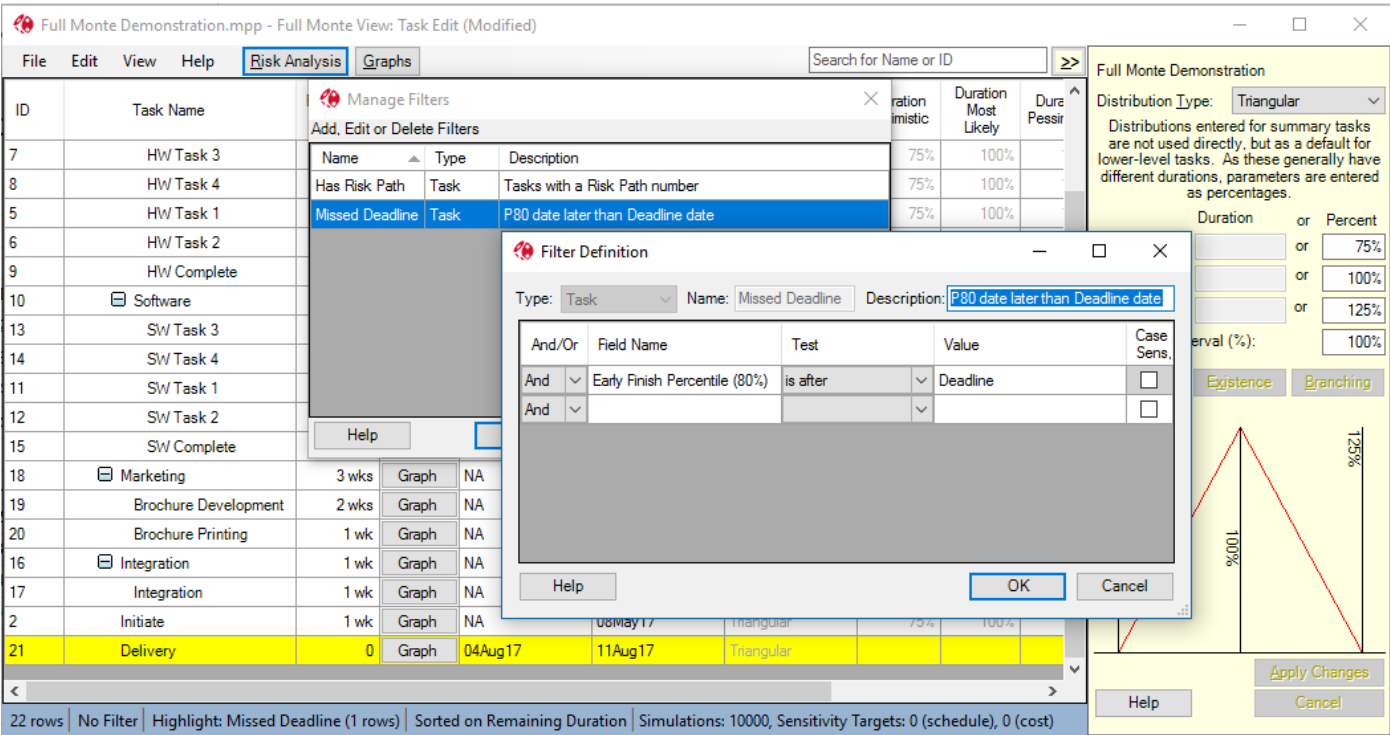 Full Monte Demonstration.mpp - Full Monte View: Task Edit (Modified)
File Edit View Help Risk Analysis Graphs Search for Name or ID >>
ID Task Name Duration Most Likely
7 HW Task 3 75% 100%
8 HW Task 4 75% 100%
5 HW Task 1 75% 100%
6 HW Task 2
9 HW Complete
10 Software
13 SW Task 3
14 SW Task 4
11 SW Task 1
12 SW Task 2
15 SW Complete
18 Marketing 3 wks Graph NA
19 Brochure Development 2 wks Graph NA
20 Brochure Printing 1 wk Graph NA
16 Integration 1 wk Graph NA
17 Integration 1 wk Graph NA
2 Initiate 1 wk Graph NA 08May17 Triangular 75% 100%
21 Delivery 0 Graph 04Aug17 11Aug17 Triangular
22 rows No Filter Highlight: Missed Deadline (1 rows) Sorted on Remaining Duration Simulations: 10000, Sensitivity Targets: 0 (schedule), 0 (cost)
Manage Filters
Add, Edit or Delete Filters
Name Type Description
Has Risk Path Task Tasks with a Risk Path number
Missed Deadline Task P80 date later than Deadline date
Help
Filter Definition
Type: Task Name: Missed Deadline Description: P80 date later than Deadline date
And/Or Field Name Test Value Case Sens.
And Early Finish Percentile (80%) is after Deadline
And
Help OK Cancel
Full Monte Demonstration
Distribution Type: Triangular
Distributions entered for summary tasks
are not used directly, but as a default for
lower-level tasks. As these generally have
different durations, parameters are entered
as percentages.
Duration or Percent
or 75%
or 100%
or 125%
erval (%): 100%
Existence Branching
125%
100%
Apply Changes
Help Cancel